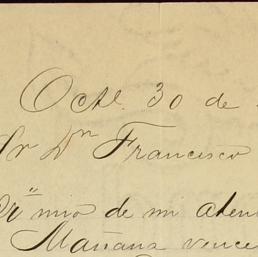 Octe. 30 de
Sr Dn Francisco
mio de mi aten
Mañana vence